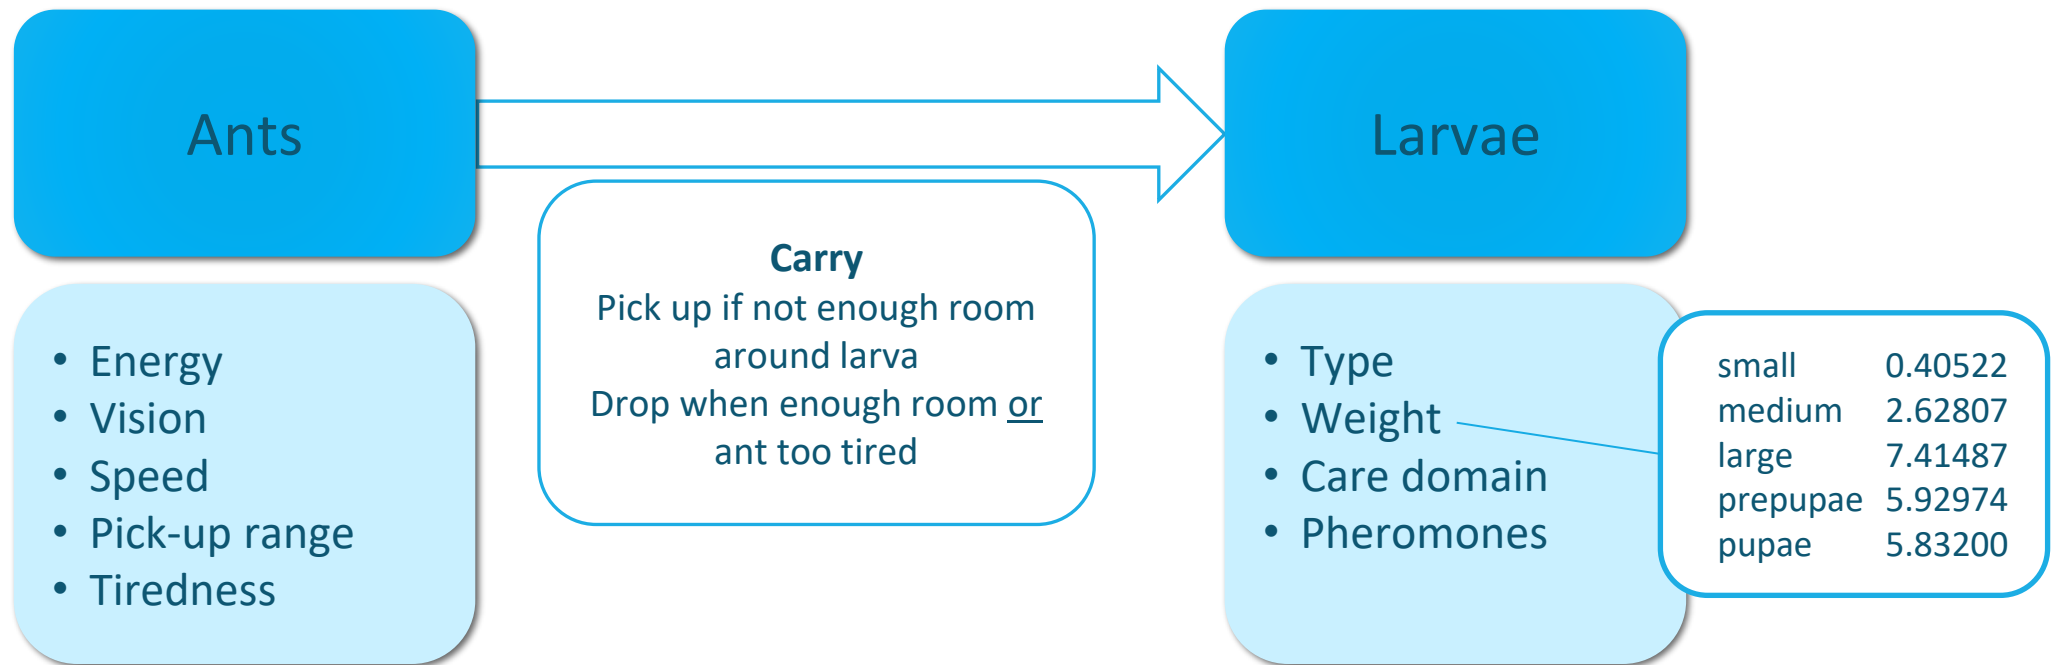 Ants
Larvae
Carry
Pick up if not enough room
around larva
Drop when enough room or
ant too tired
• Energy
• Vision
• Speed
• Pick-up range
• Tiredness
• Type
• Weight
• Care domain
• Pheromones
small 0.40522
medium 2.62807
large 7.41487
prepupae 5.92974
pupae 5.83200